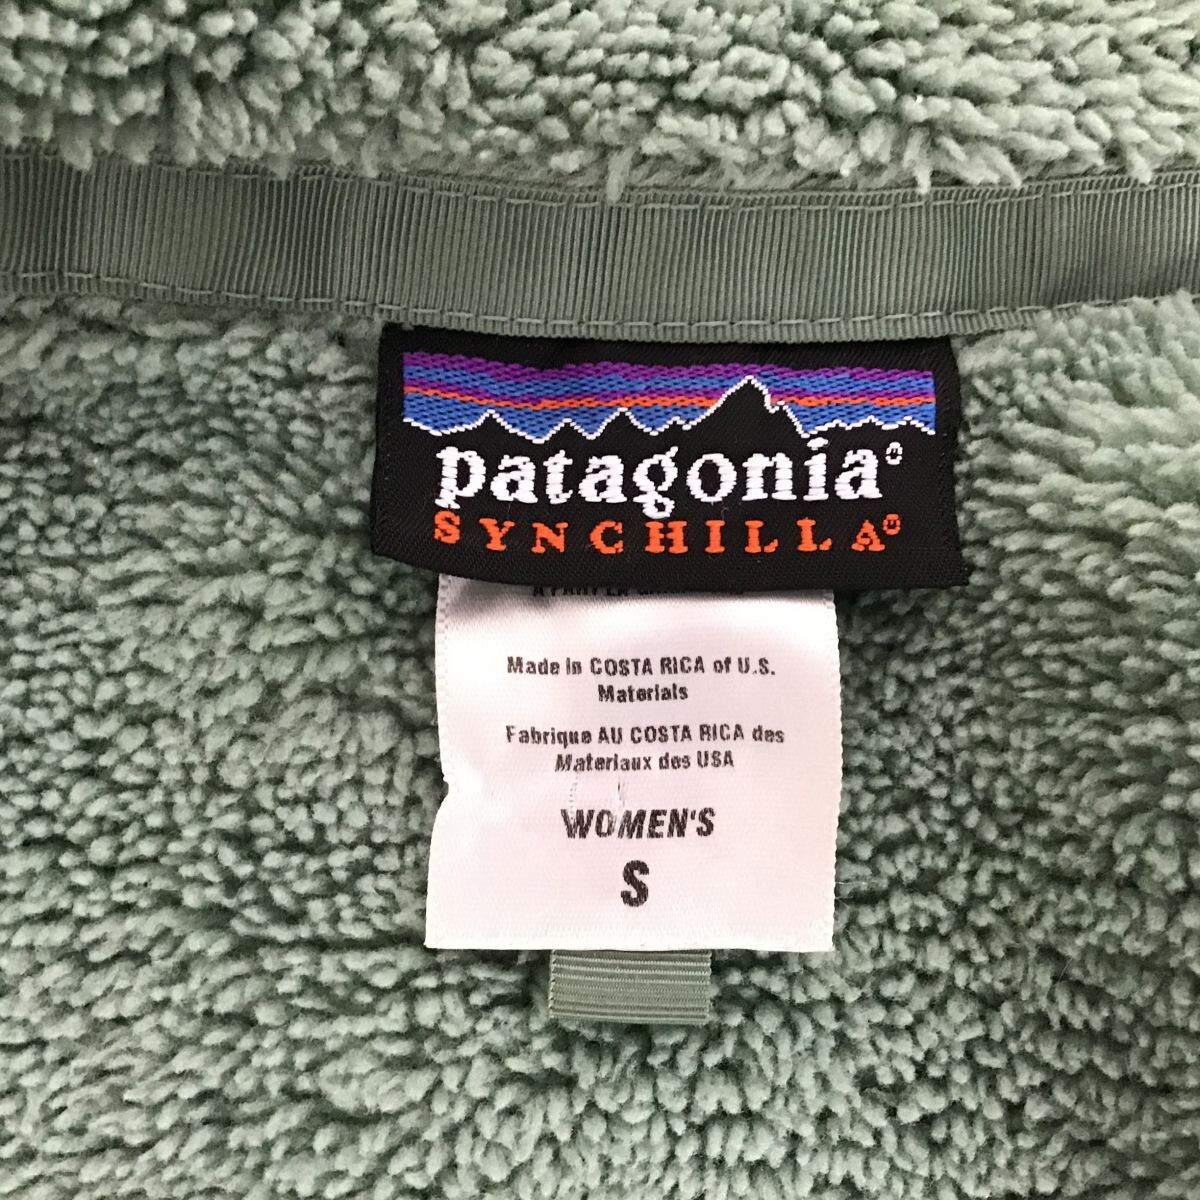 patagonia®
SYNCHILLA®
Made in COSTA RICA of U.S.
Materials
Fabrique AU COSTA RICA des
Materiaux des USA
WOMEN'S
S